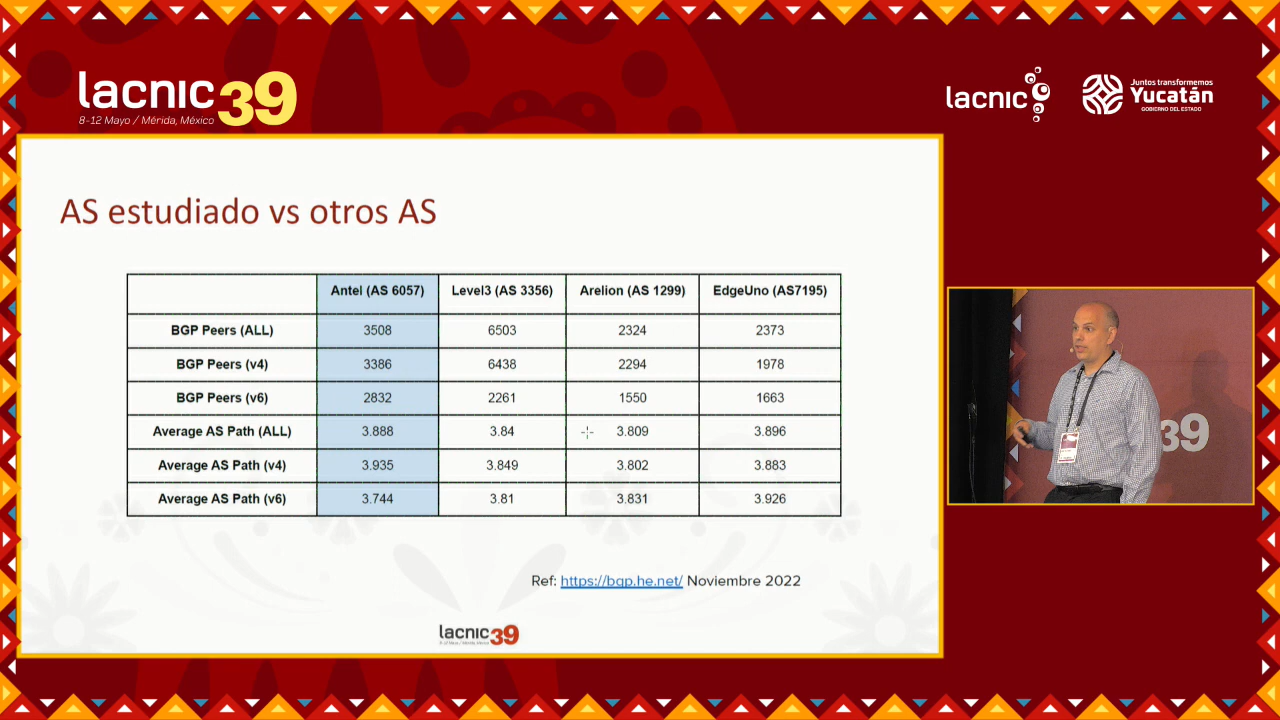 lacnic 39
8-12 Mayo / Mérida, México
lacnic
Juntos transformemos
Yucatán
GOBIERNO DEL ESTADO
AS estudiado vs otros AS
Antel (AS 6057) Level3 (AS 3356) Arelion (AS 1299) EdgeUno (AS7195)
BGP Peers (ALL) 3508 6503 2324 2373
BGP Peers (v4) 3386 6438 2294 1978
BGP Peers (v6) 2832 2261 1550 1663
Average AS Path (ALL) 3.888 3.84 3.809 3.896
Average AS Path (v4) 3.935 3.849 3.802 3.883
Average AS Path (v6) 3.744 3.81 3.831 3.926
Ref: https://bgp.he.net/ Noviembre 2022
lacnic 39
39